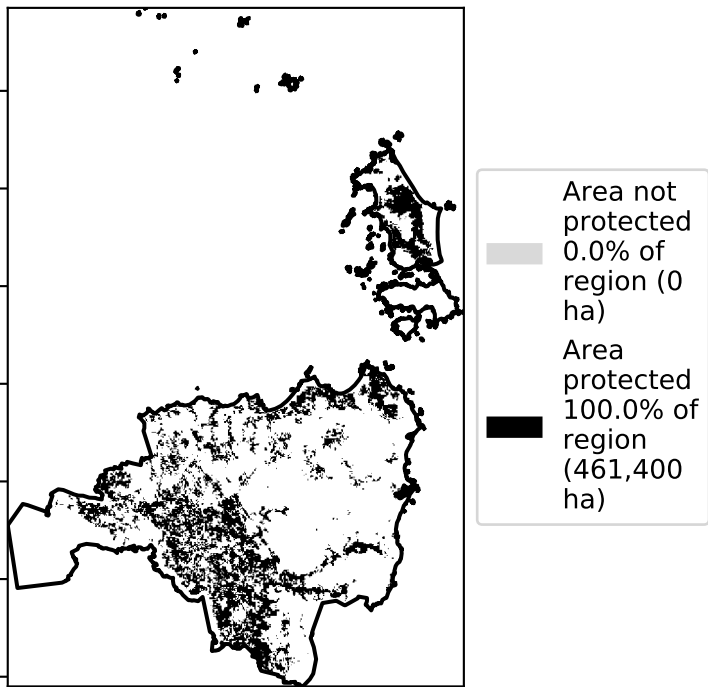 Area not
protected
0.0% of
region (0
ha)
Area
protected
100.0% of
region
(461,400
ha)